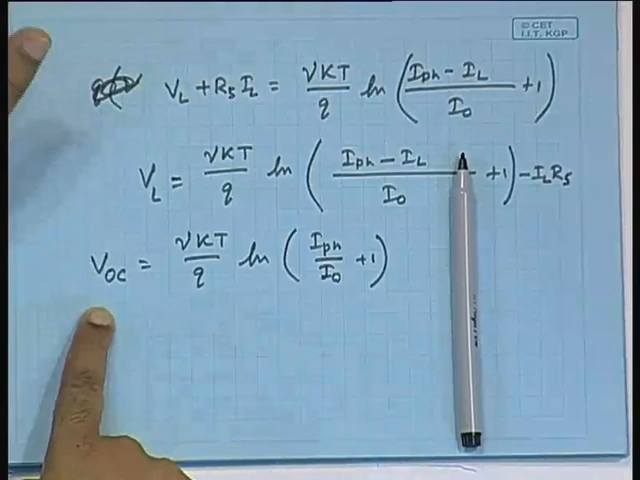 © CET
I.I.T. KGP
V_L + R_S I_L = νKT/q ln ( (I_ph − I_L)/I_0 + 1 )
V_L = νKT/q ln ( (I_ph − I_L)/I_0 + 1 ) − I_L R_S
V_OC = νKT/q ln ( I_ph/I_0 + 1 )